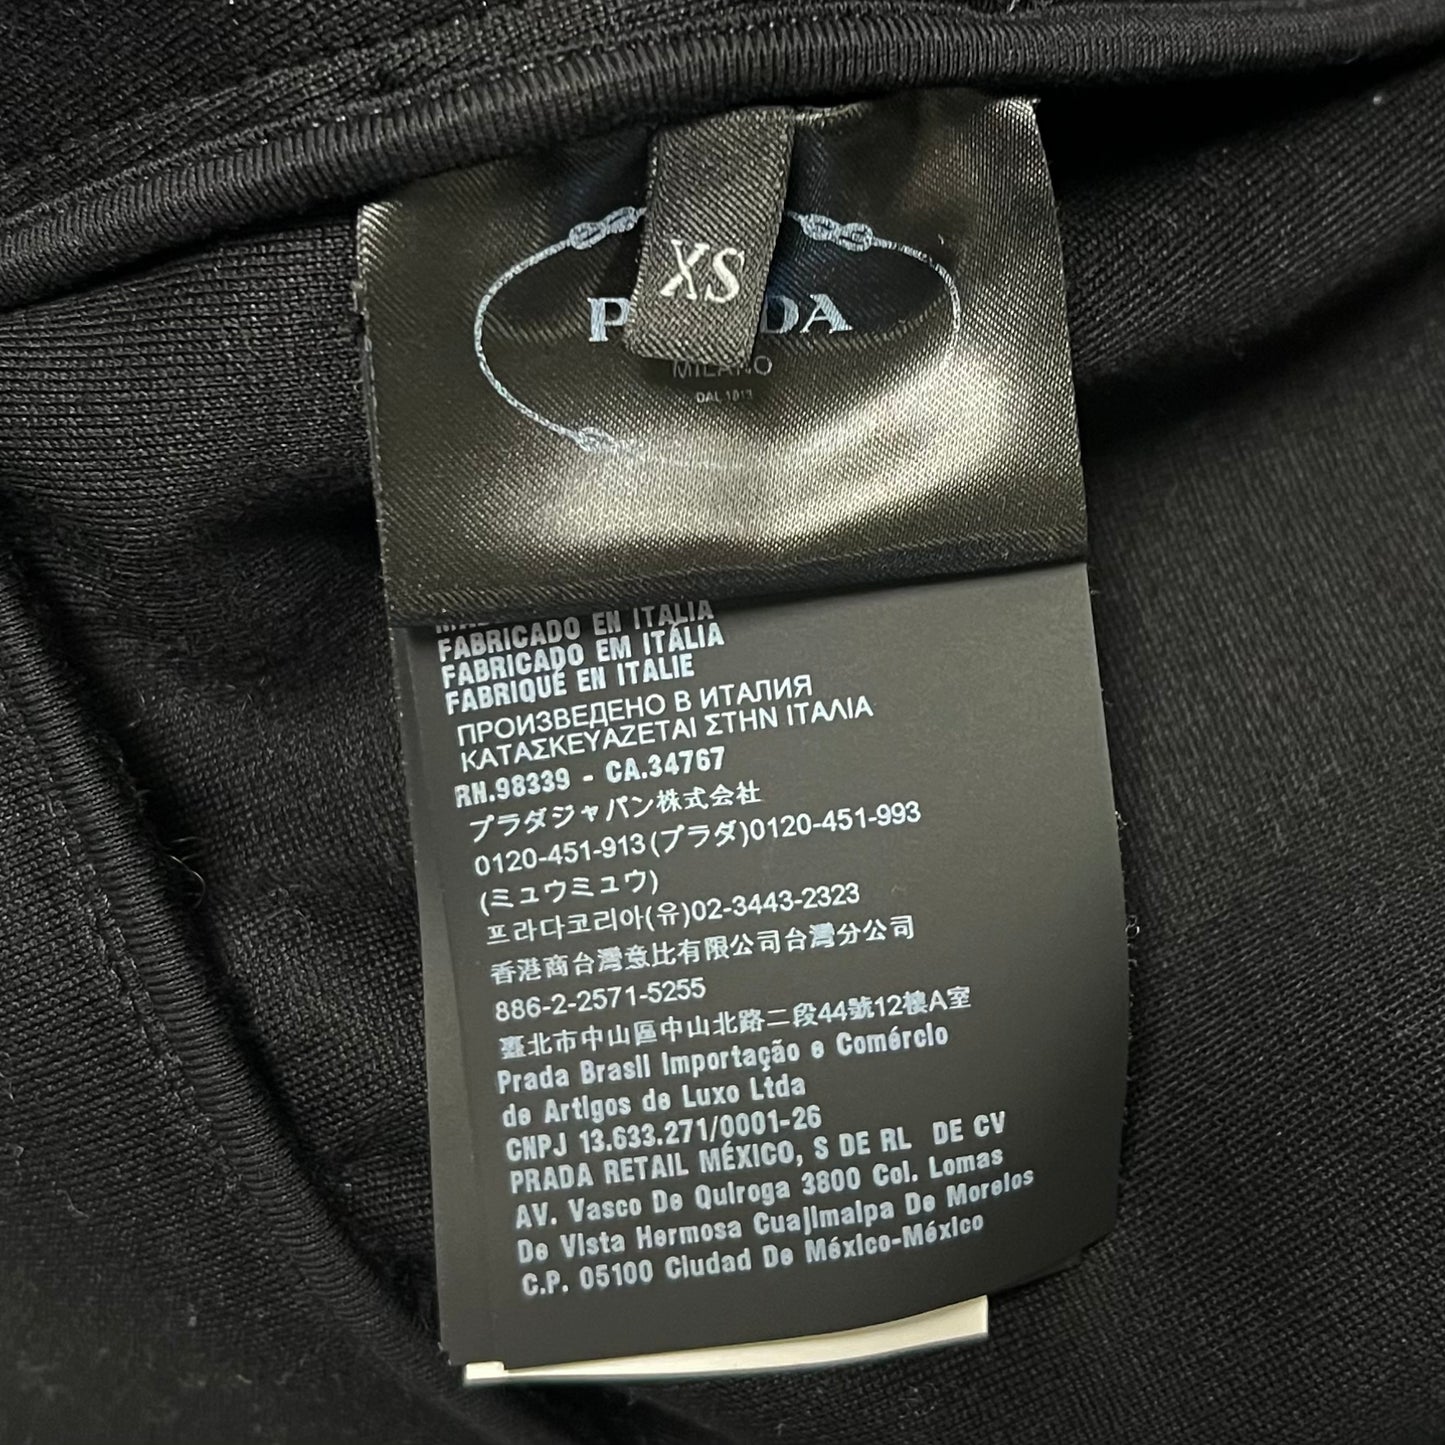 XS
PRADA
MILANO
DAL 1913
FABRICADO EN ITALIA
FABRICADO EM ITÁLIA
FABRIQUÉ EN ITALIE
ПРОИЗВЕДЕНО В ИТАЛИЯ
ΚΑΤΑΣΚΕΥΑΖΕΤΑΙ ΣΤΗΝ ΙΤΑΛΙΑ
RN.98339 - CA.34767
プラダジャパン株式会社
0120-451-913(プラダ)0120-451-993
(ミュウミュウ)
프라다코리아(유)02-3443-2323
香港商台灣意比有限公司台灣分公司
886-2-2571-5255
臺北市中山區中山北路二段44號12樓A室
Prada Brasil Importação e Comércio
de Artigos de Luxo Ltda
CNPJ 13.633.271/0001-26
PRADA RETAIL MÉXICO, S DE RL DE CV
AV. Vasco De Quiroga 3800 Col. Lomas
De Vista Hermosa Cuajimalpa De Morelos
C.P. 05100 Ciudad De México-México